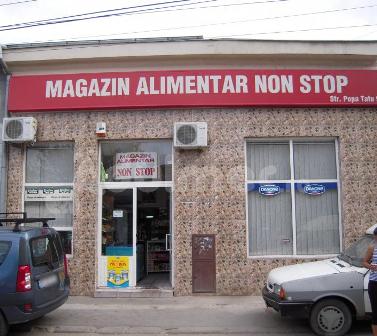 MAGAZIN ALIMENTAR NON STOP
Str. Popa Tatu
MAGAZIN
ALIMENTAR
NON STOP
DANONE
DANONE